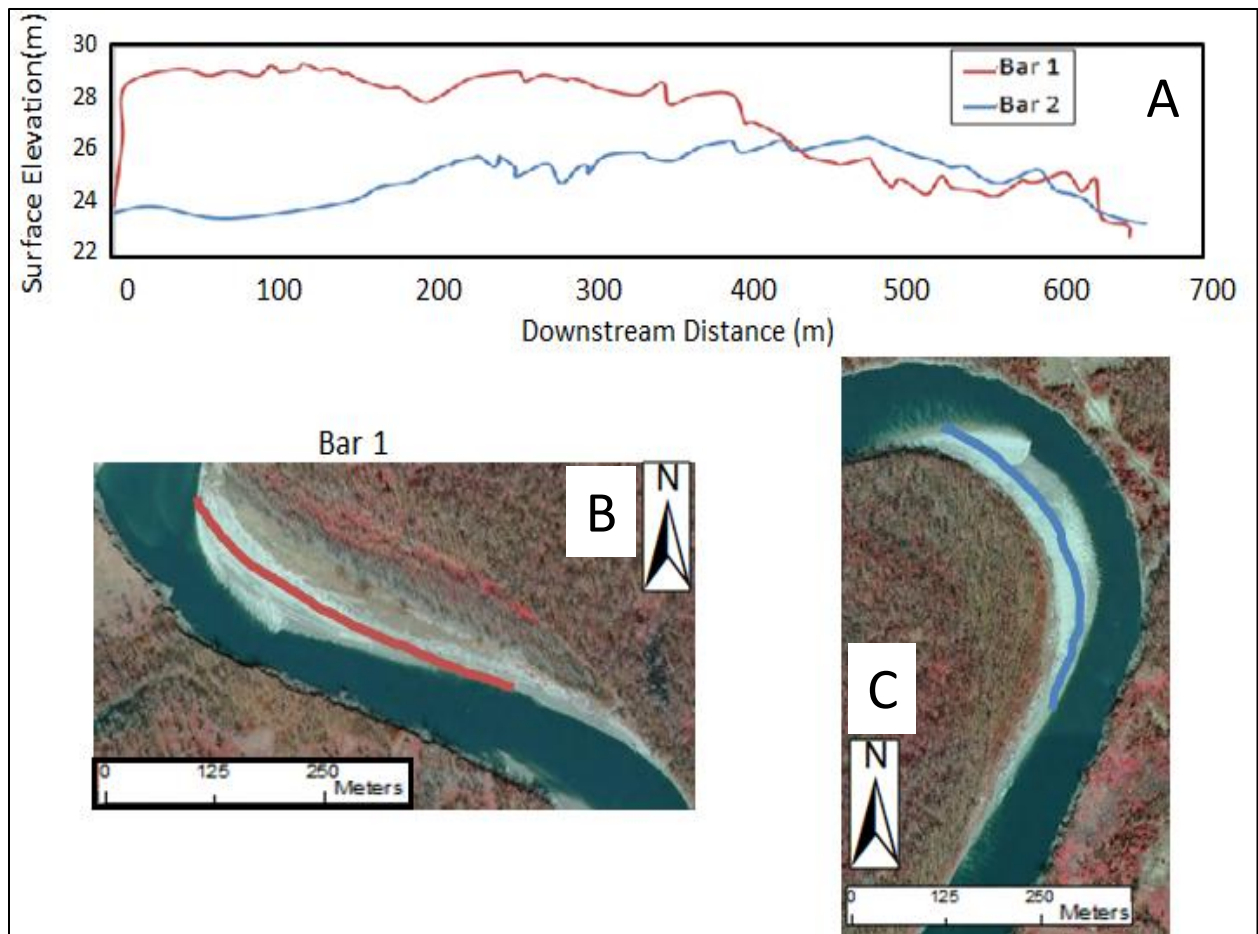 Surface Elevation(m)
30
28
26
24
22
Bar 1
Bar 2
A
0 100 200 300 400 500 600 700
Downstream Distance (m)
Bar 1
B
N
0 125 250
Meters
C
N
0 125 250
Meters